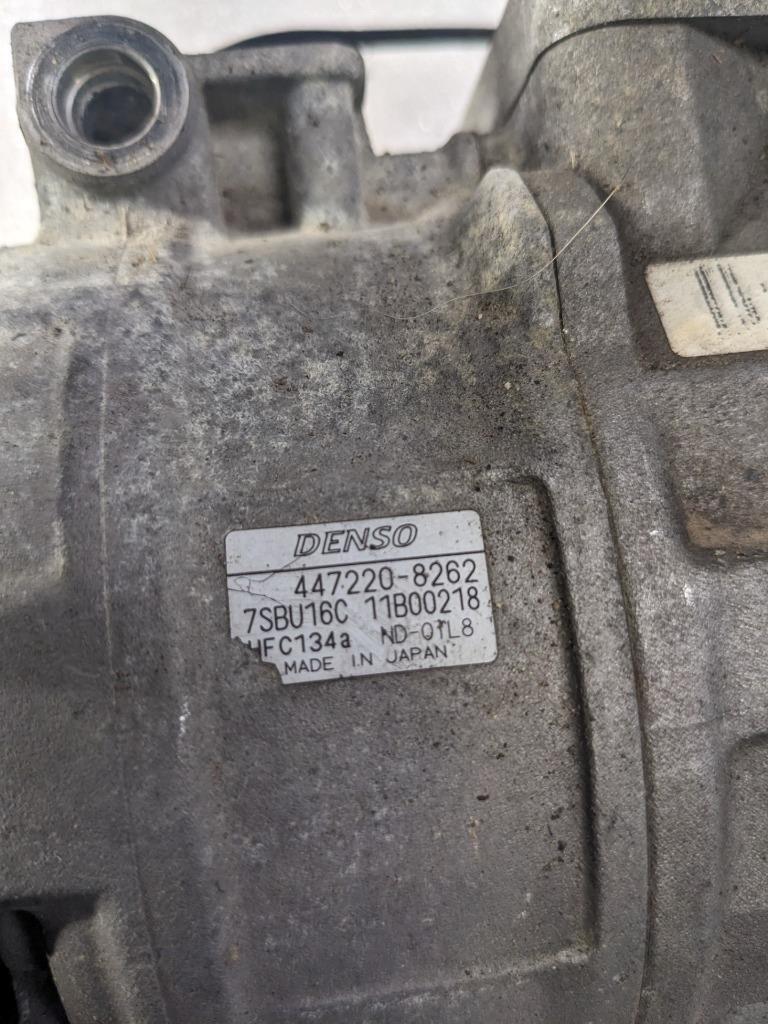 DENSO
447220-8262
7SBU16C 11B00218
HFC134a ND-OIL8
MADE IN JAPAN